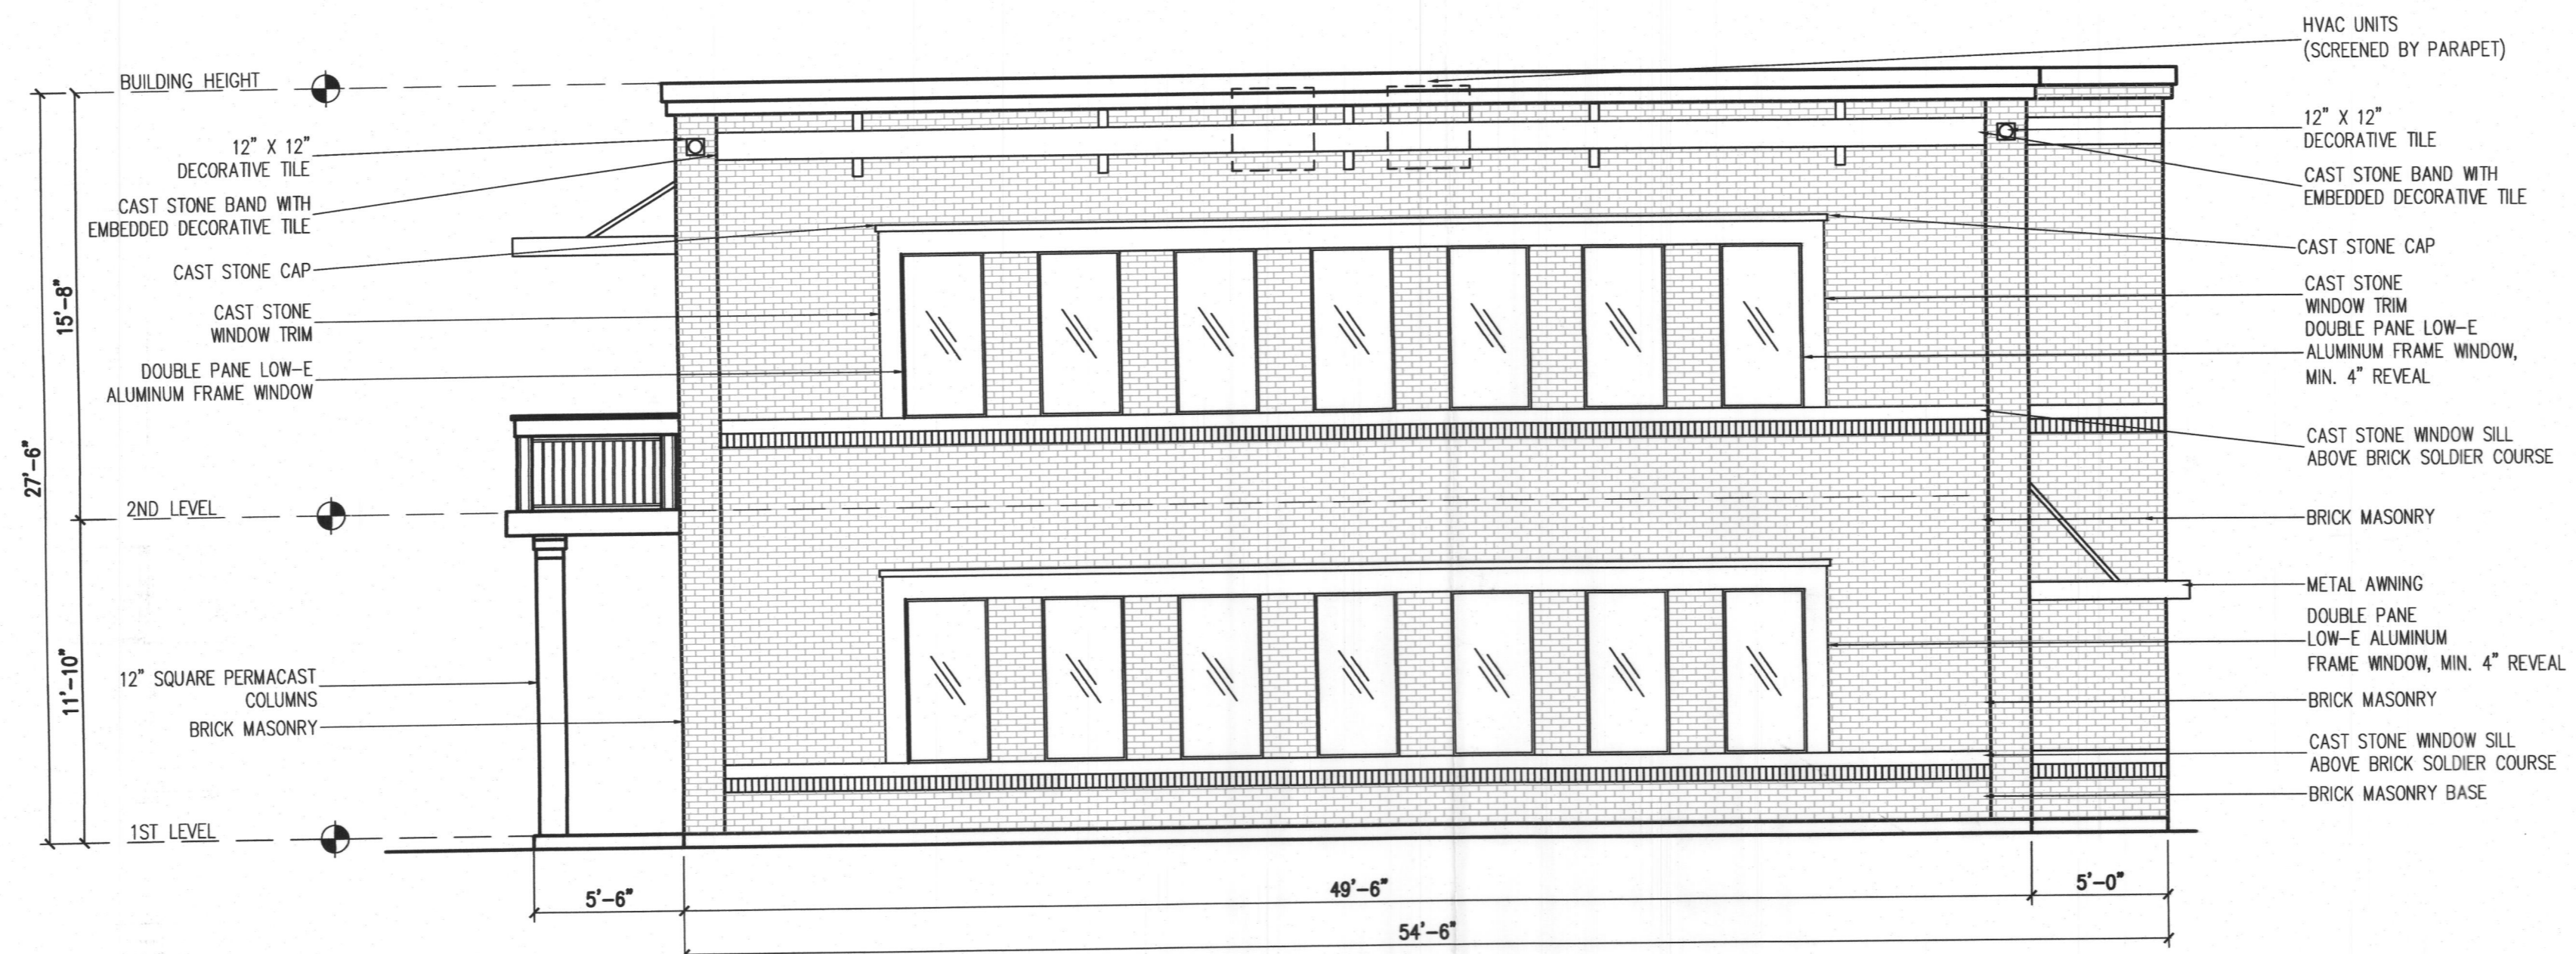 HVAC UNITS
(SCREENED BY PARAPET)
BUILDING HEIGHT
12" X 12"
DECORATIVE TILE
CAST STONE BAND WITH
EMBEDDED DECORATIVE TILE
CAST STONE CAP
CAST STONE
WINDOW TRIM
DOUBLE PANE LOW-E
ALUMINUM FRAME WINDOW
2ND LEVEL
12" SQUARE PERMACAST
COLUMNS
BRICK MASONRY
1ST LEVEL
27'-6"
15'-8"
11'-10"
12" X 12"
DECORATIVE TILE
CAST STONE BAND WITH
EMBEDDED DECORATIVE TILE
CAST STONE CAP
CAST STONE
WINDOW TRIM
DOUBLE PANE LOW-E
ALUMINUM FRAME WINDOW,
MIN. 4" REVEAL
CAST STONE WINDOW SILL
ABOVE BRICK SOLDIER COURSE
BRICK MASONRY
METAL AWNING
DOUBLE PANE
LOW-E ALUMINUM
FRAME WINDOW, MIN. 4" REVEAL
BRICK MASONRY
CAST STONE WINDOW SILL
ABOVE BRICK SOLDIER COURSE
BRICK MASONRY BASE
5'-6"
49'-6"
5'-0"
54'-6"